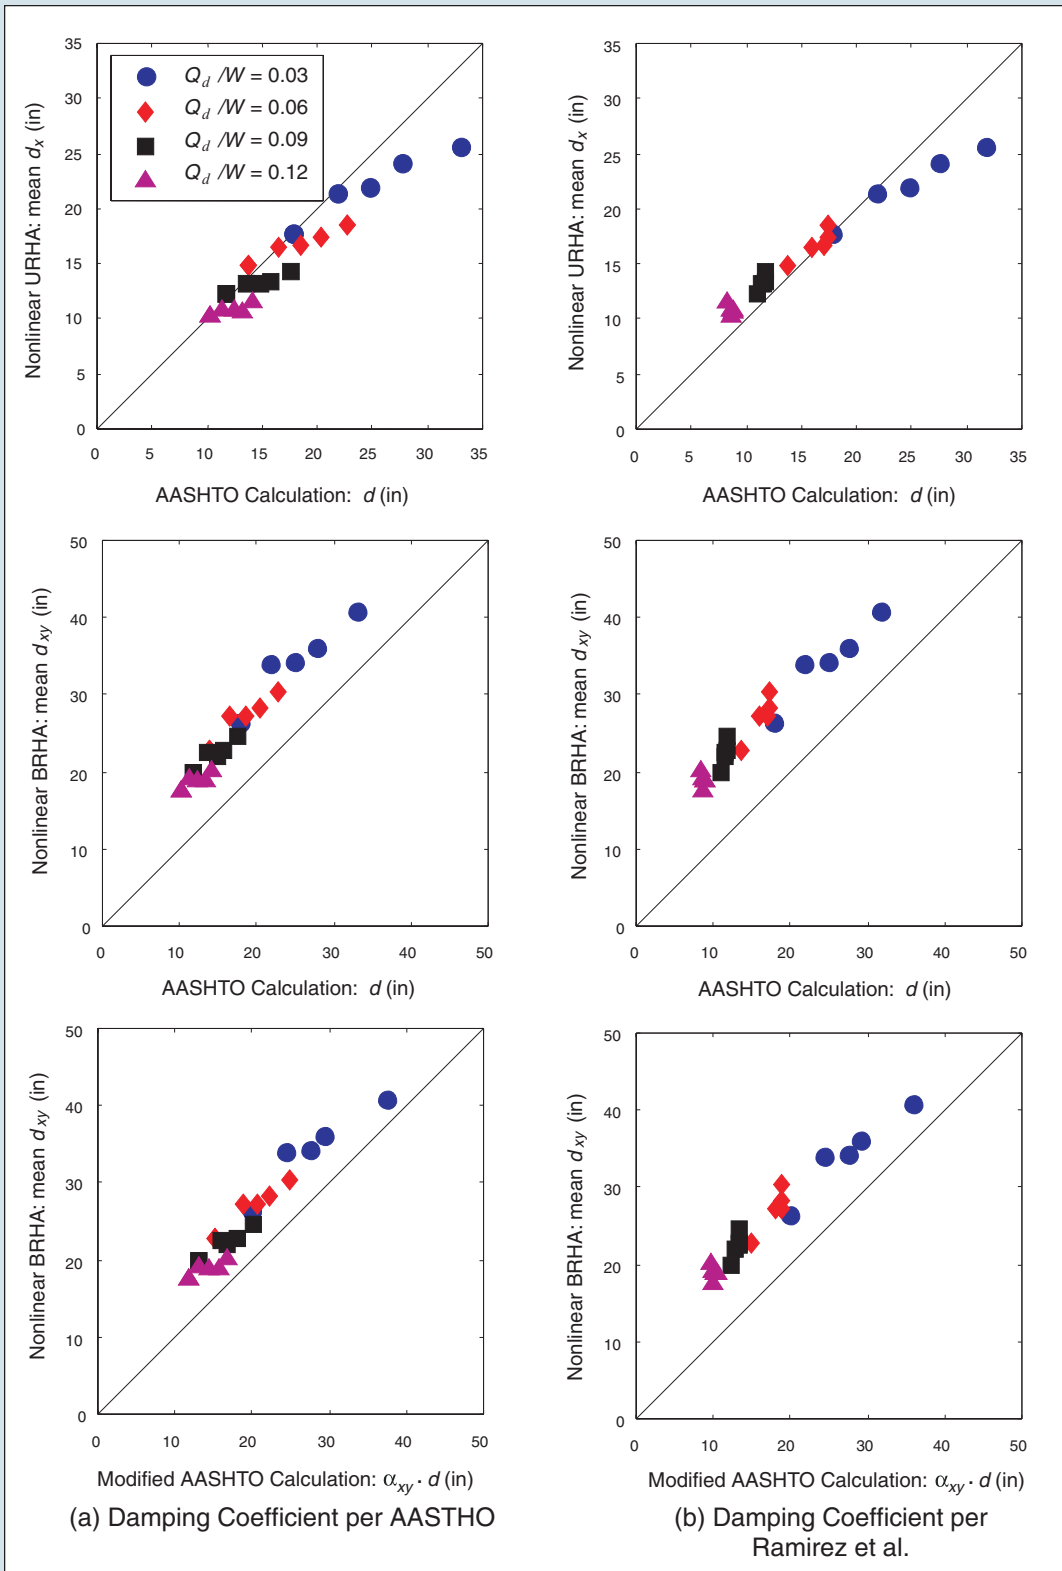 35
30
25
20
15
10
5
0
Nonlinear URHA: mean dx (in)
Qd /W = 0.03
Qd /W = 0.06
Qd /W = 0.09
Qd /W = 0.12
0 5 10 15 20 25 30 35
AASHTO Calculation: d (in)
35
30
25
20
15
10
5
0
Nonlinear URHA: mean dx (in)
0 5 10 15 20 25 30 35
AASHTO Calculation: d (in)
50
40
30
20
10
0
Nonlinear BRHA: mean dxy (in)
0 10 20 30 40 50
AASHTO Calculation: d (in)
50
40
30
20
10
0
Nonlinear BRHA: mean dxy (in)
0 10 20 30 40 50
AASHTO Calculation: d (in)
50
40
30
20
10
0
Nonlinear BRHA: mean dxy (in)
0 10 20 30 40 50
Modified AASHTO Calculation: αxy · d (in)
(a) Damping Coefficient per AASTHO
50
40
30
20
10
0
Nonlinear BRHA: mean dxy (in)
0 10 20 30 40 50
Modified AASHTO Calculation: αxy · d (in)
(b) Damping Coefficient per
Ramirez et al.